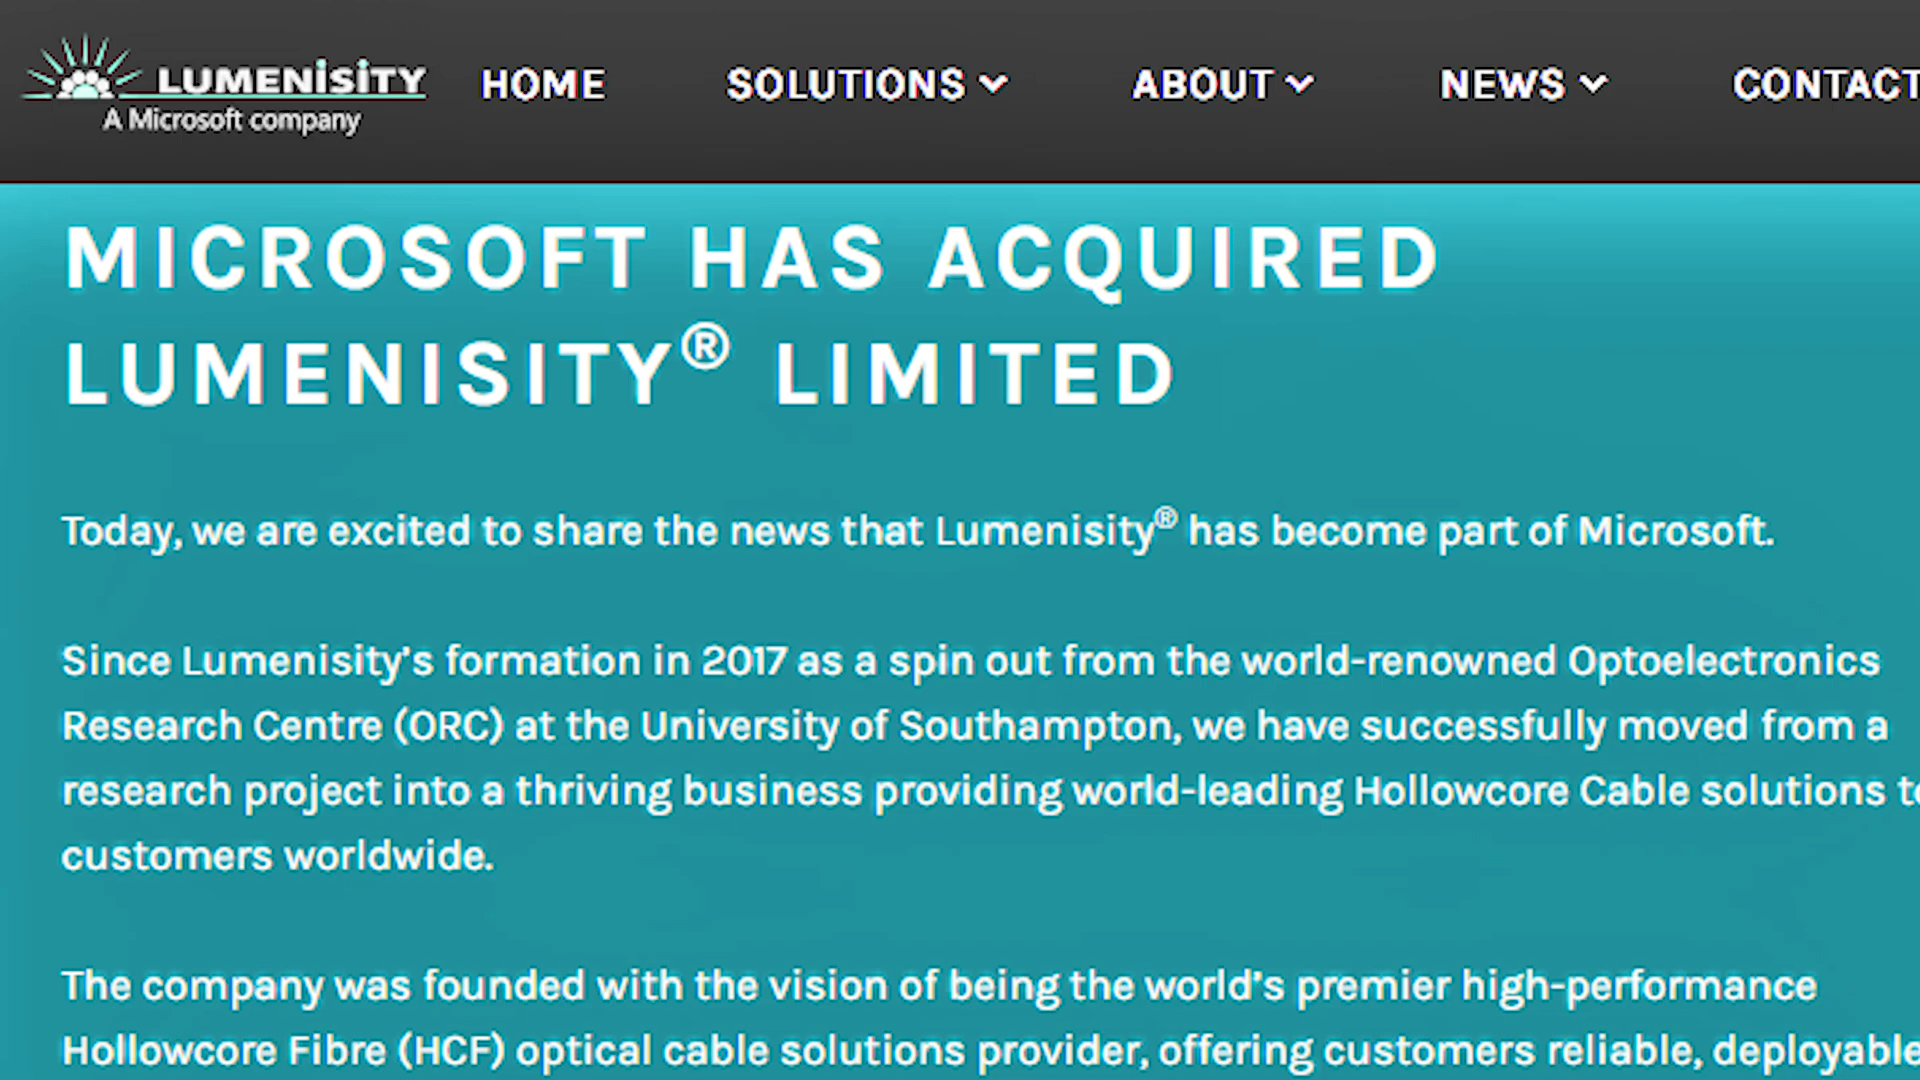 LUMENISITY
A Microsoft company
HOME SOLUTIONS ABOUT NEWS CONTACT
MICROSOFT HAS ACQUIRED
LUMENISITY® LIMITED
Today, we are excited to share the news that Lumenisity® has become part of Microsoft.
Since Lumenisity's formation in 2017 as a spin out from the world-renowned Optoelectronics
Research Centre (ORC) at the University of Southampton, we have successfully moved from a
research project into a thriving business providing world-leading Hollowcore Cable solutions to
customers worldwide.
The company was founded with the vision of being the world's premier high-performance
Hollowcore Fibre (HCF) optical cable solutions provider, offering customers reliable, deployable